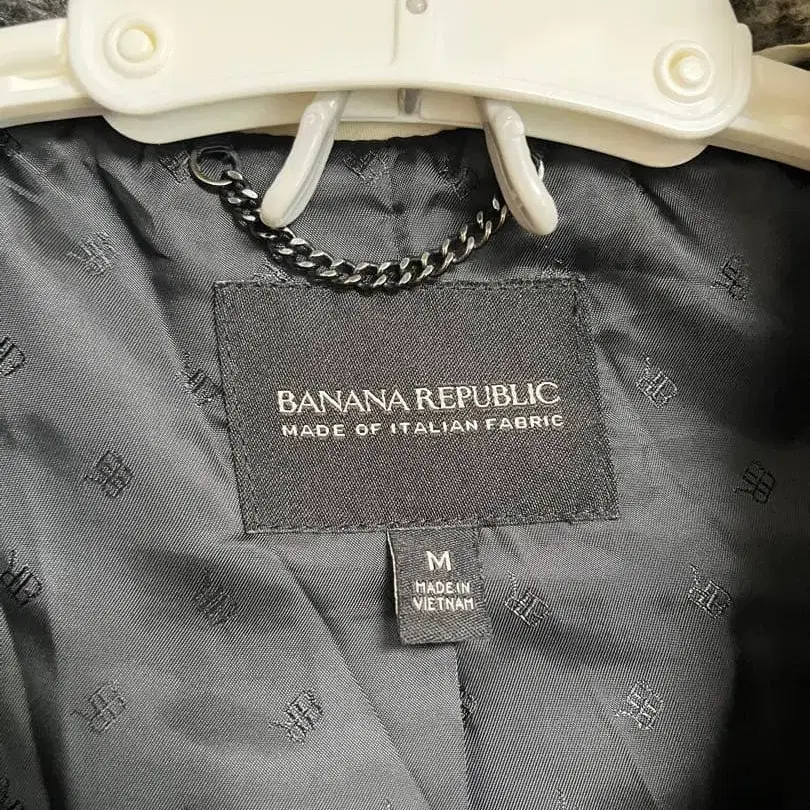 BANANA REPUBLIC
MADE OF ITALIAN FABRIC
M
MADE IN
VIETNAM